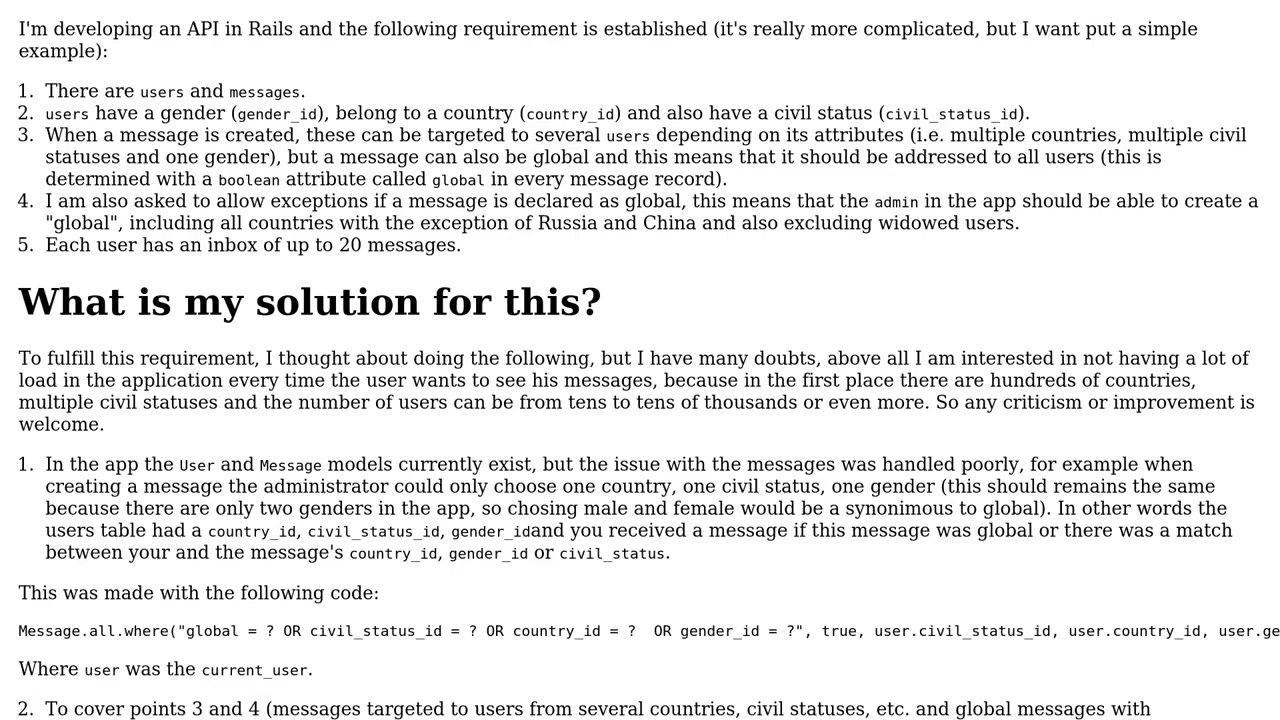 I'm developing an API in Rails and the following requirement is established (it's really more complicated, but I want put a simple
example):
1. There are users and messages.
2. users have a gender (gender_id), belong to a country (country_id) and also have a civil status (civil_status_id).
3. When a message is created, these can be targeted to several users depending on its attributes (i.e. multiple countries, multiple civil
statuses and one gender), but a message can also be global and this means that it should be addressed to all users (this is
determined with a boolean attribute called global in every message record).
4. I am also asked to allow exceptions if a message is declared as global, this means that the admin in the app should be able to create a
"global", including all countries with the exception of Russia and China and also excluding widowed users.
5. Each user has an inbox of up to 20 messages.
What is my solution for this?
To fulfill this requirement, I thought about doing the following, but I have many doubts, above all I am interested in not having a lot of
load in the application every time the user wants to see his messages, because in the first place there are hundreds of countries,
multiple civil statuses and the number of users can be from tens to tens of thousands or even more. So any criticism or improvement is
welcome.
1. In the app the User and Message models currently exist, but the issue with the messages was handled poorly, for example when
creating a message the administrator could only choose one country, one civil status, one gender (this should remains the same
because there are only two genders in the app, so chosing male and female would be a synonimous to global). In other words the
users table had a country_id, civil_status_id, gender_idand you received a message if this message was global or there was a match
between your and the message's country_id, gender_id or civil_status.
This was made with the following code:
Message.all.where("global = ? OR civil_status_id = ? OR country_id = ?  OR gender_id = ?", true, user.civil_status_id, user.country_id, user.ge
Where user was the current_user.
2. To cover points 3 and 4 (messages targeted to users from several countries, civil statuses, etc. and global messages with